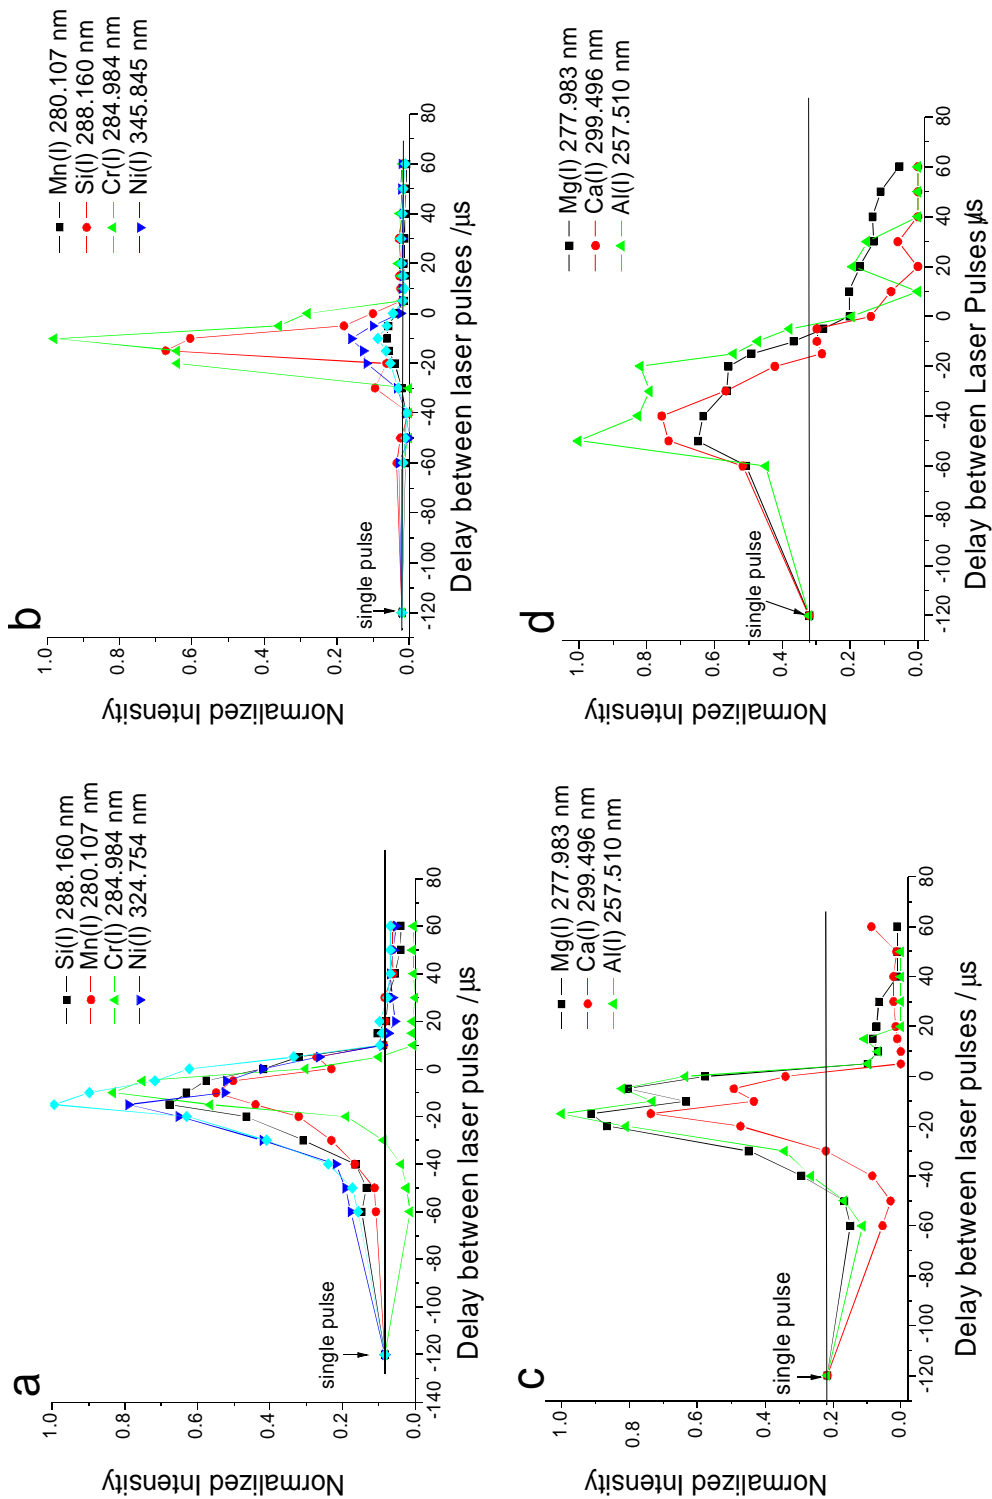 a
Si(I) 288.160 nm
Mn(I) 280.107 nm
Cr(I) 284.984 nm
Ni(I) 324.754 nm
1.0
0.8
0.6
0.4
0.2
0.0
Normalized Intensity
single pulse
-140 -120 -100 -80 -60 -40 -20 0 20 40 60 80
Delay between laser pulses /µs
b
Mn(I) 280.107 nm
Si(I) 288.160 nm
Cr(I) 284.984 nm
Ni(I) 345.845 nm
1.0
0.8
0.6
0.4
0.2
0.0
Normalized Intensity
single pulse
-120 -100 -80 -60 -40 -20 0 20 40 60 80
Delay between laser pulses /µs
c
Mg(I) 277.983 nm
Ca(I) 299.496 nm
Al(I) 257.510 nm
1.0
0.8
0.6
0.4
0.2
0.0
Normalized Intensity
single pulse
-120 -100 -80 -60 -40 -20 0 20 40 60 80
Delay between laser pulses /µs
d
Mg(I) 277.983 nm
Ca(I) 299.496 nm
Al(I) 257.510 nm
1.0
0.8
0.6
0.4
0.2
0.0
Normalized Intensity
single pulse
-120 -100 -80 -60 -40 -20 0 20 40 60 80
Delay between Laser Pulses/µs